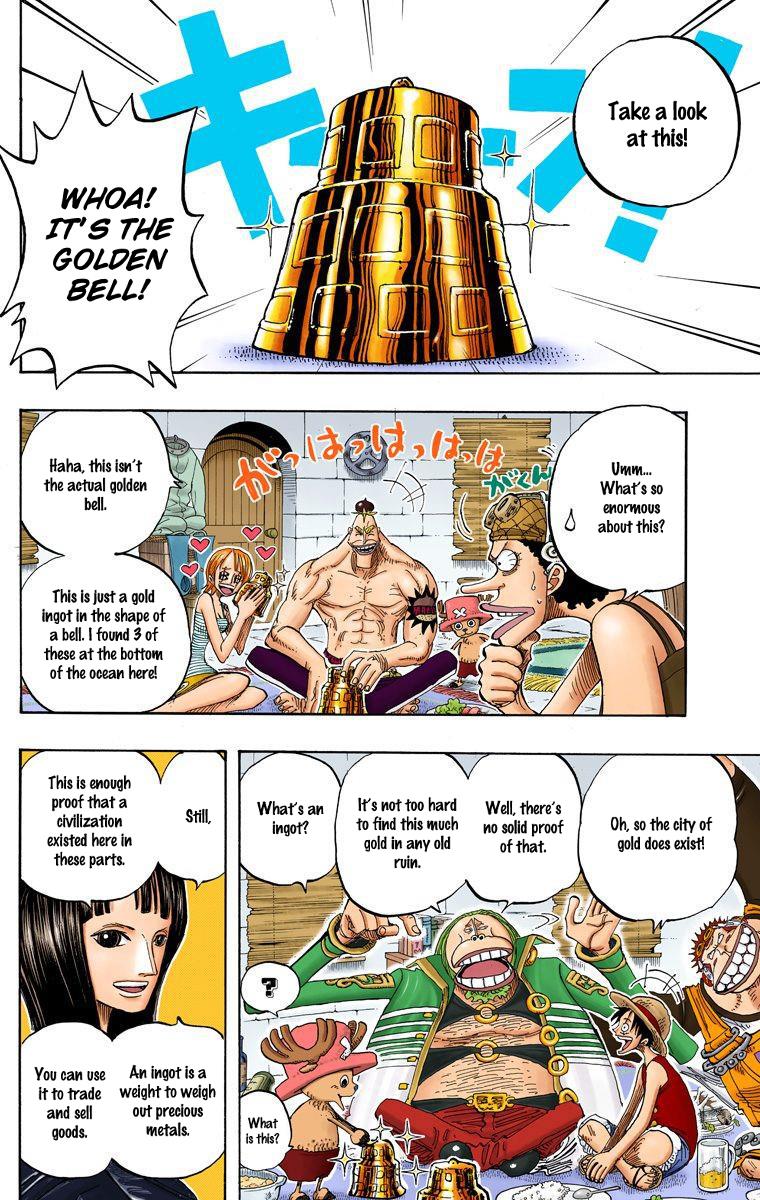 キーーフ!
Take a look
at this!
WHOA!
IT'S THE
GOLDEN
BELL!
Umm...
What's so
enormous
about this?
がくん
がっはっはっはっはは
Haha, this isn't
the actual golden
bell.
This is just a gold
ingot in the shape of
a bell. I found 3 of
these at the bottom
of the ocean here!
Oh, so the city of
gold does exist!
Well, there's
no solid proof
of that.
It's not too hard
to find this much
gold in any old
ruin.
What's an
ingot?
?
What
is this?
Still,
This is enough
proof that a
civilization
existed here in
these parts.
An ingot is a
weight to weigh
out precious
metals.
You can use
it to trade
and sell
goods.